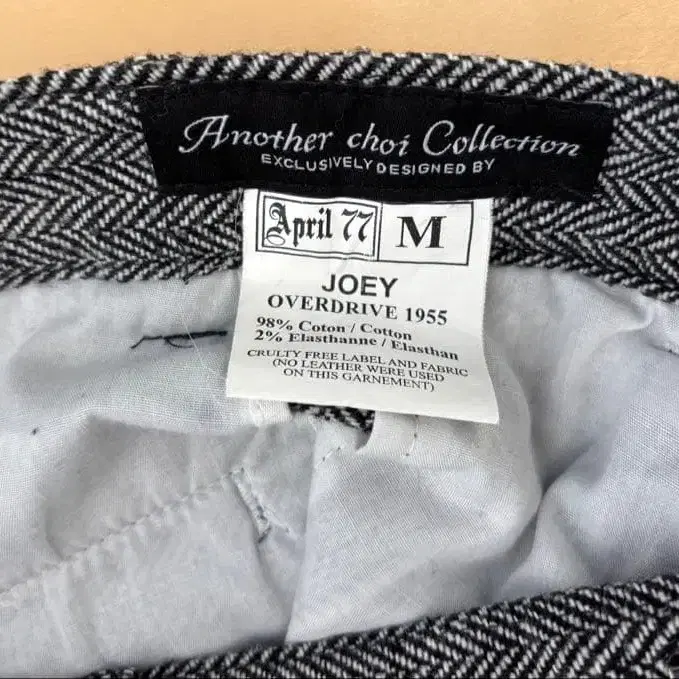 Another choi Collection
EXCLUSIVELY DESIGNED BY
April 77 M
JOEY
OVERDRIVE 1955
98% Coton / Cotton
2% Elasthanne / Elasthan
CRULTY FREE LABEL AND FABRIC
(NO LEATHER WERE USED
ON THIS GARNEMENT)